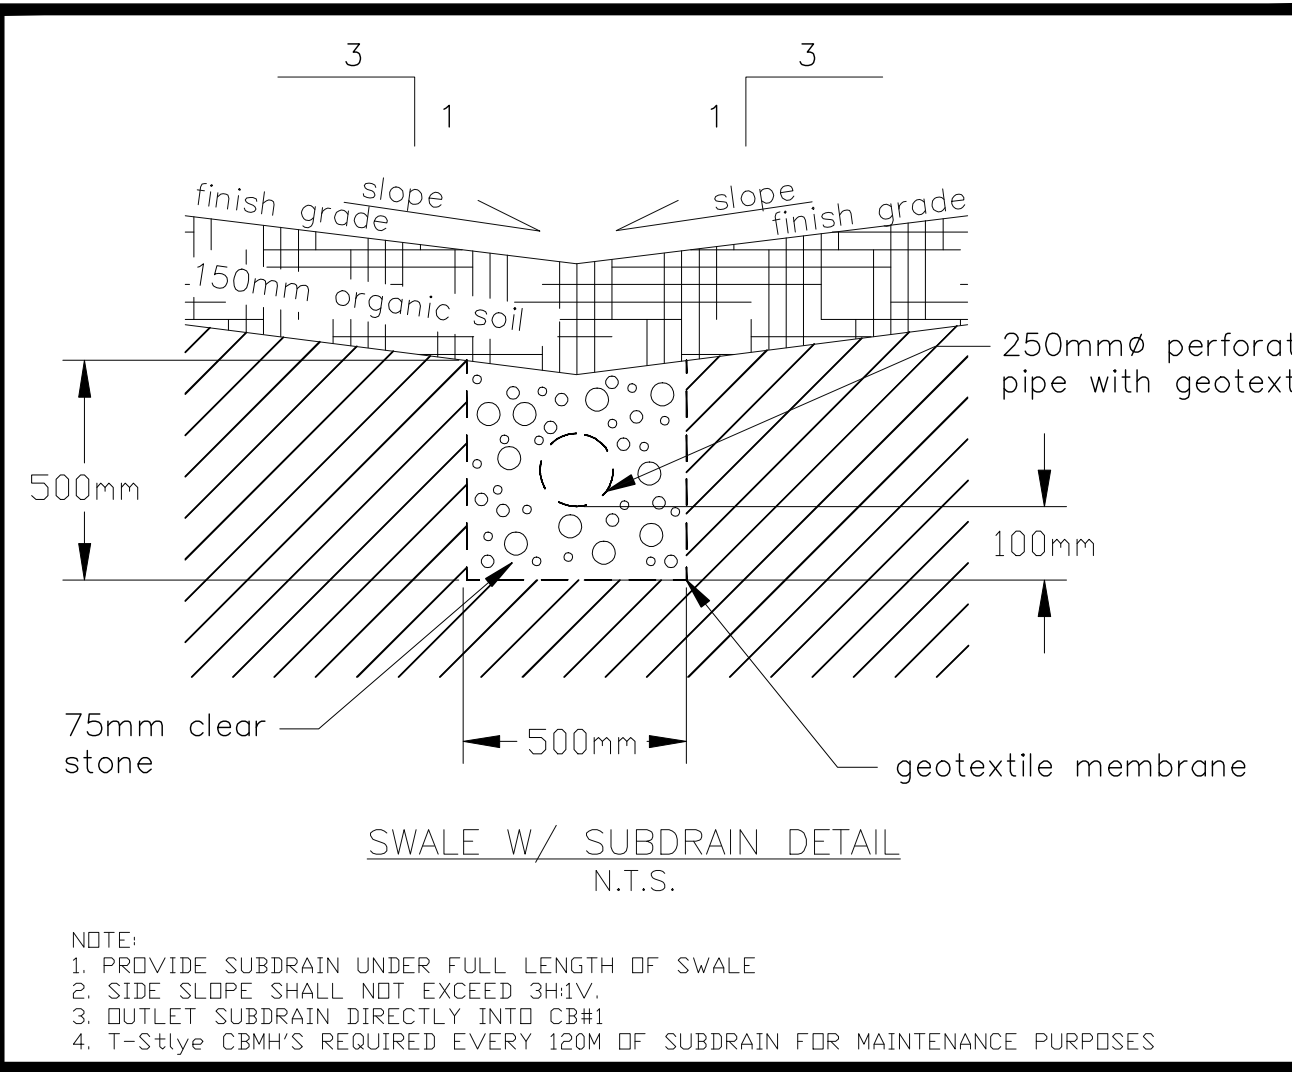 3
3
1
1
finish grade
slope
slope
finish grade
150mm organic soil
250mmø perforat
pipe with geotext
500mm
100mm
75mm clear
stone
500mm
geotextile membrane
SWALE W/ SUBDRAIN DETAIL
N.T.S.
NOTE:
1. PROVIDE SUBDRAIN UNDER FULL LENGTH OF SWALE
2. SIDE SLOPE SHALL NOT EXCEED 3H:1V.
3. OUTLET SUBDRAIN DIRECTLY INTO CB#1
4. T-Stlye CBMH'S REQUIRED EVERY 120M OF SUBDRAIN FOR MAINTENANCE PURPOSES